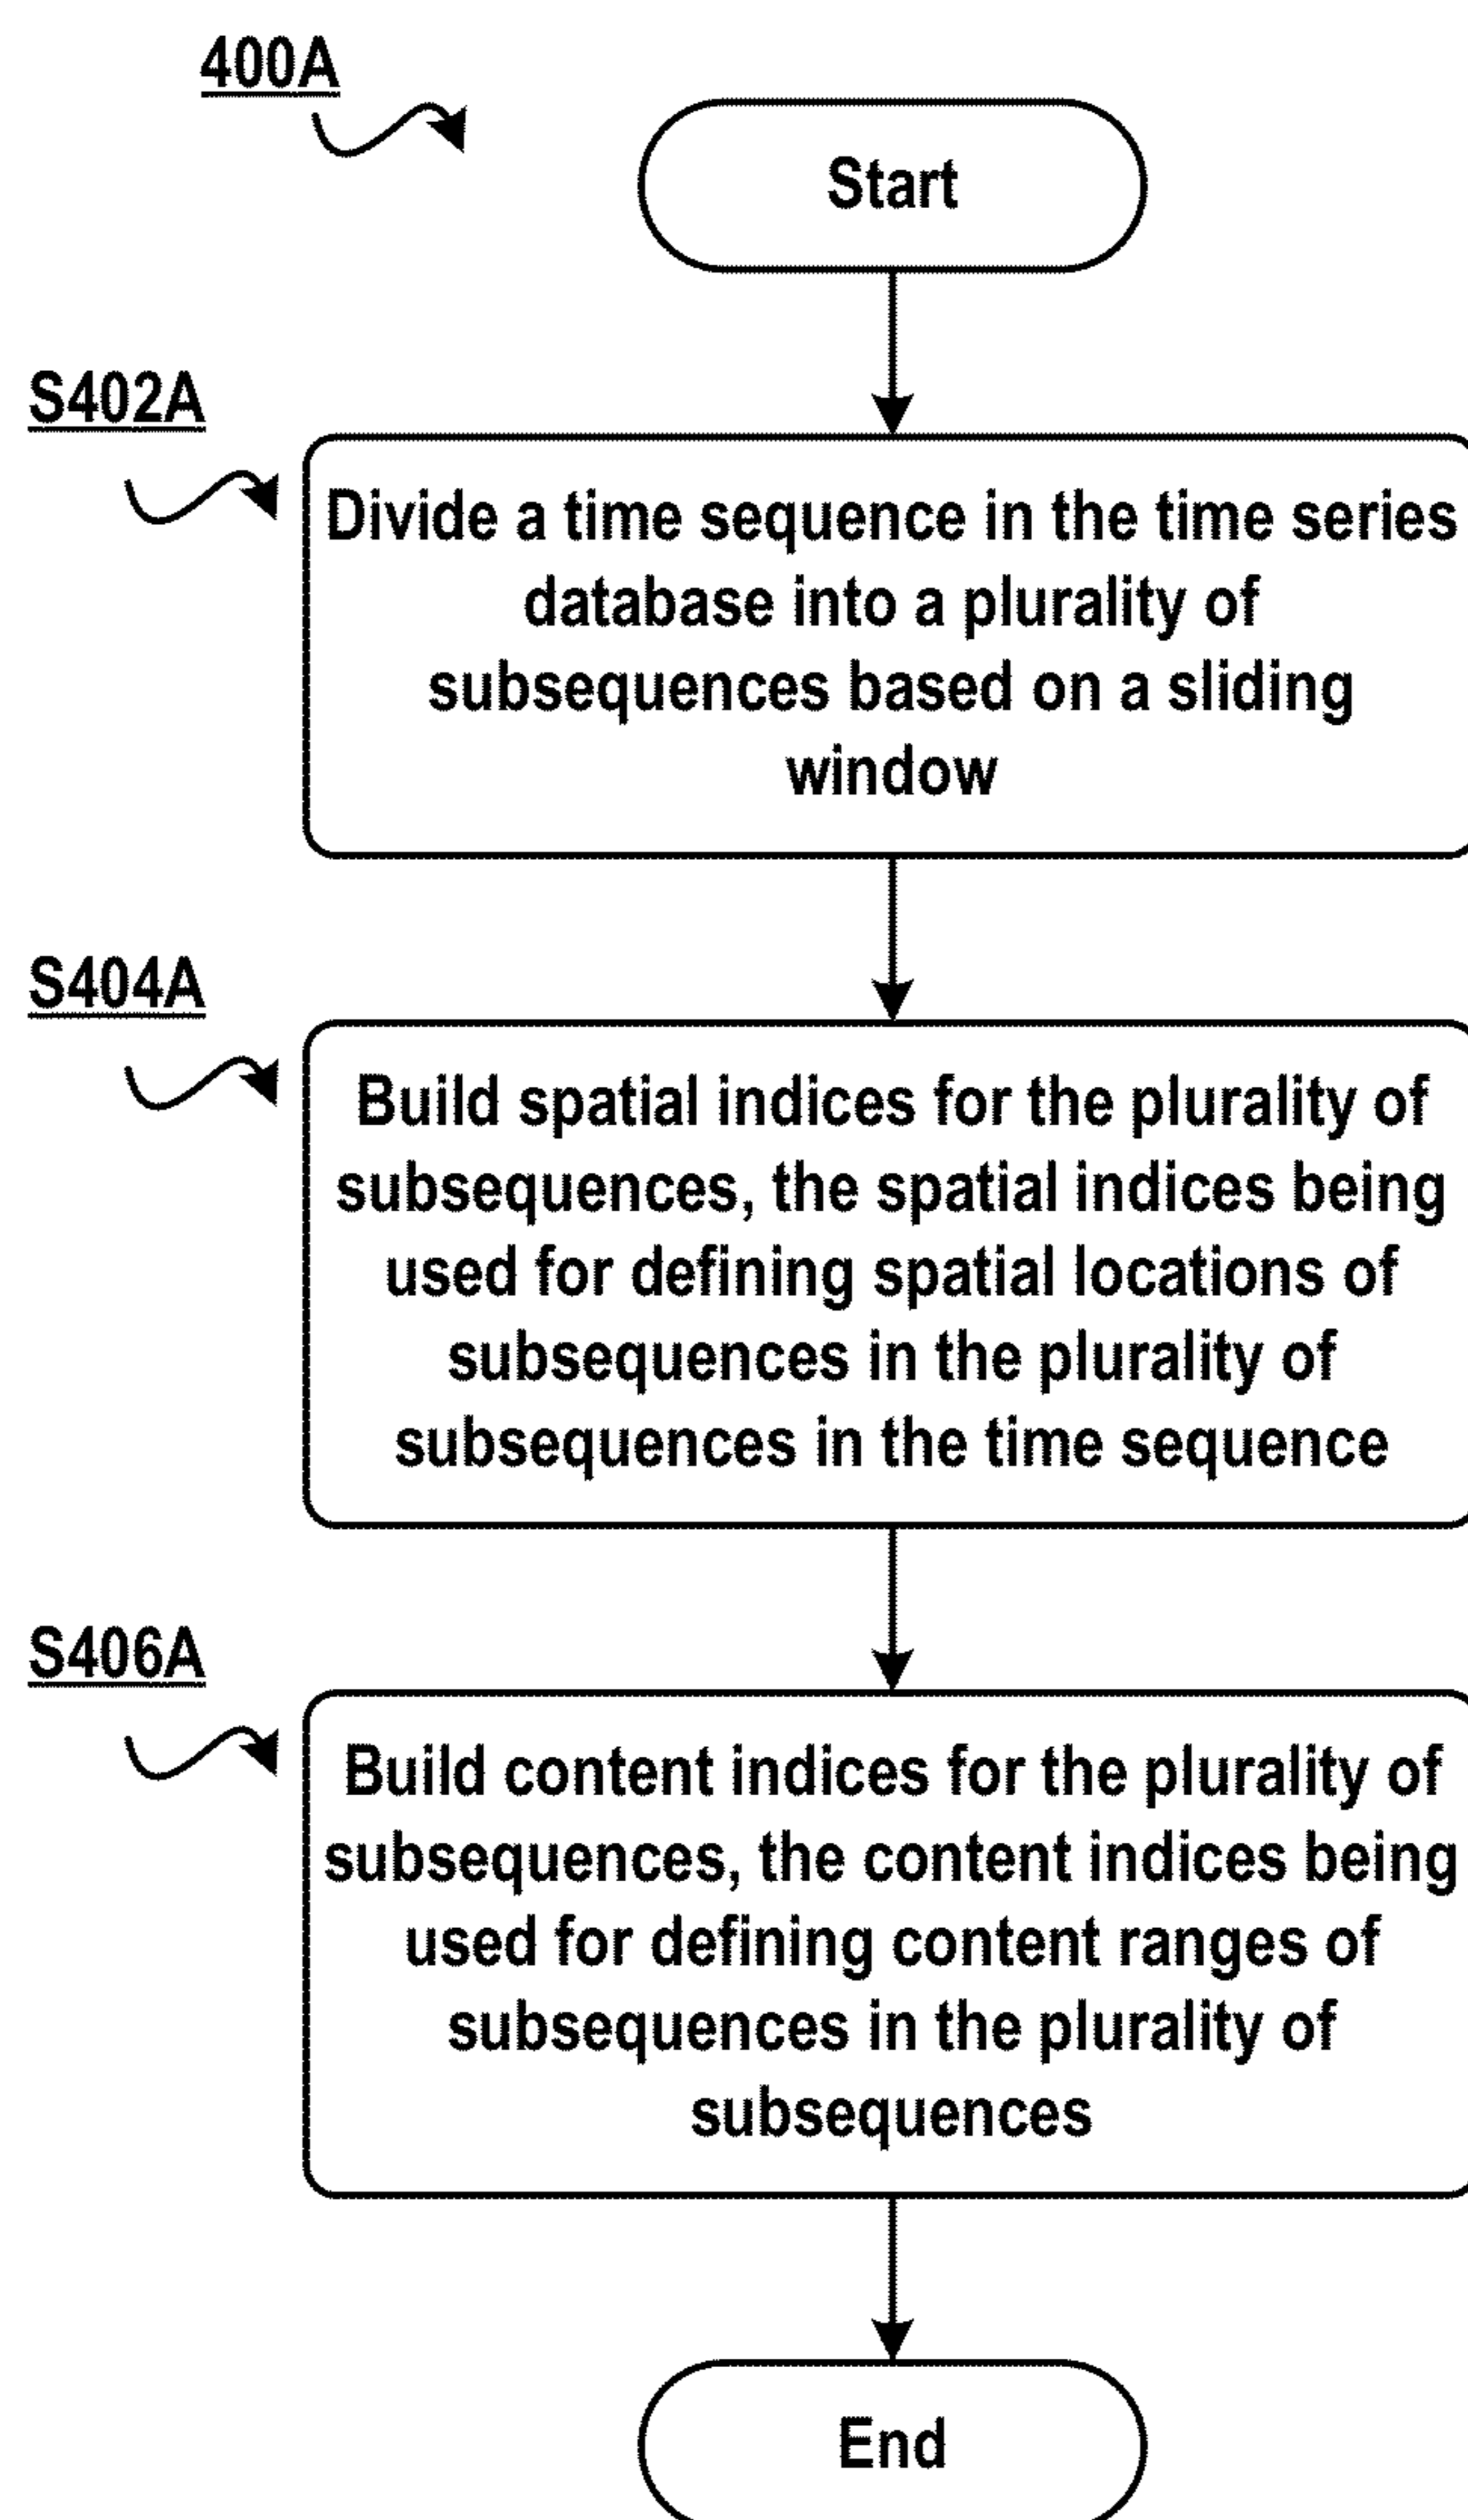 400A
Start
S402A
Divide a time sequence in the time series
database into a plurality of
subsequences based on a sliding
window
S404A
Build spatial indices for the plurality of
subsequences, the spatial indices being
used for defining spatial locations of
subsequences in the plurality of
subsequences in the time sequence
S406A
Build content indices for the plurality of
subsequences, the content indices being
used for defining content ranges of
subsequences in the plurality of
subsequences
End